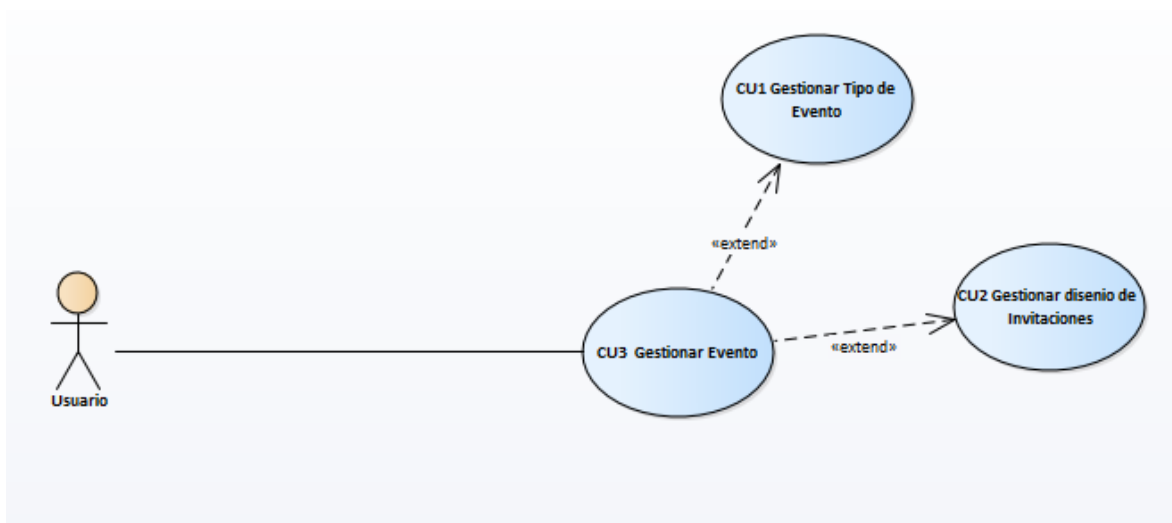 CU1 Gestionar Tipo de
Evento
«extend»
CU2 Gestionar disenio de
Invitaciones
«extend»
CU3 Gestionar Evento
Usuario